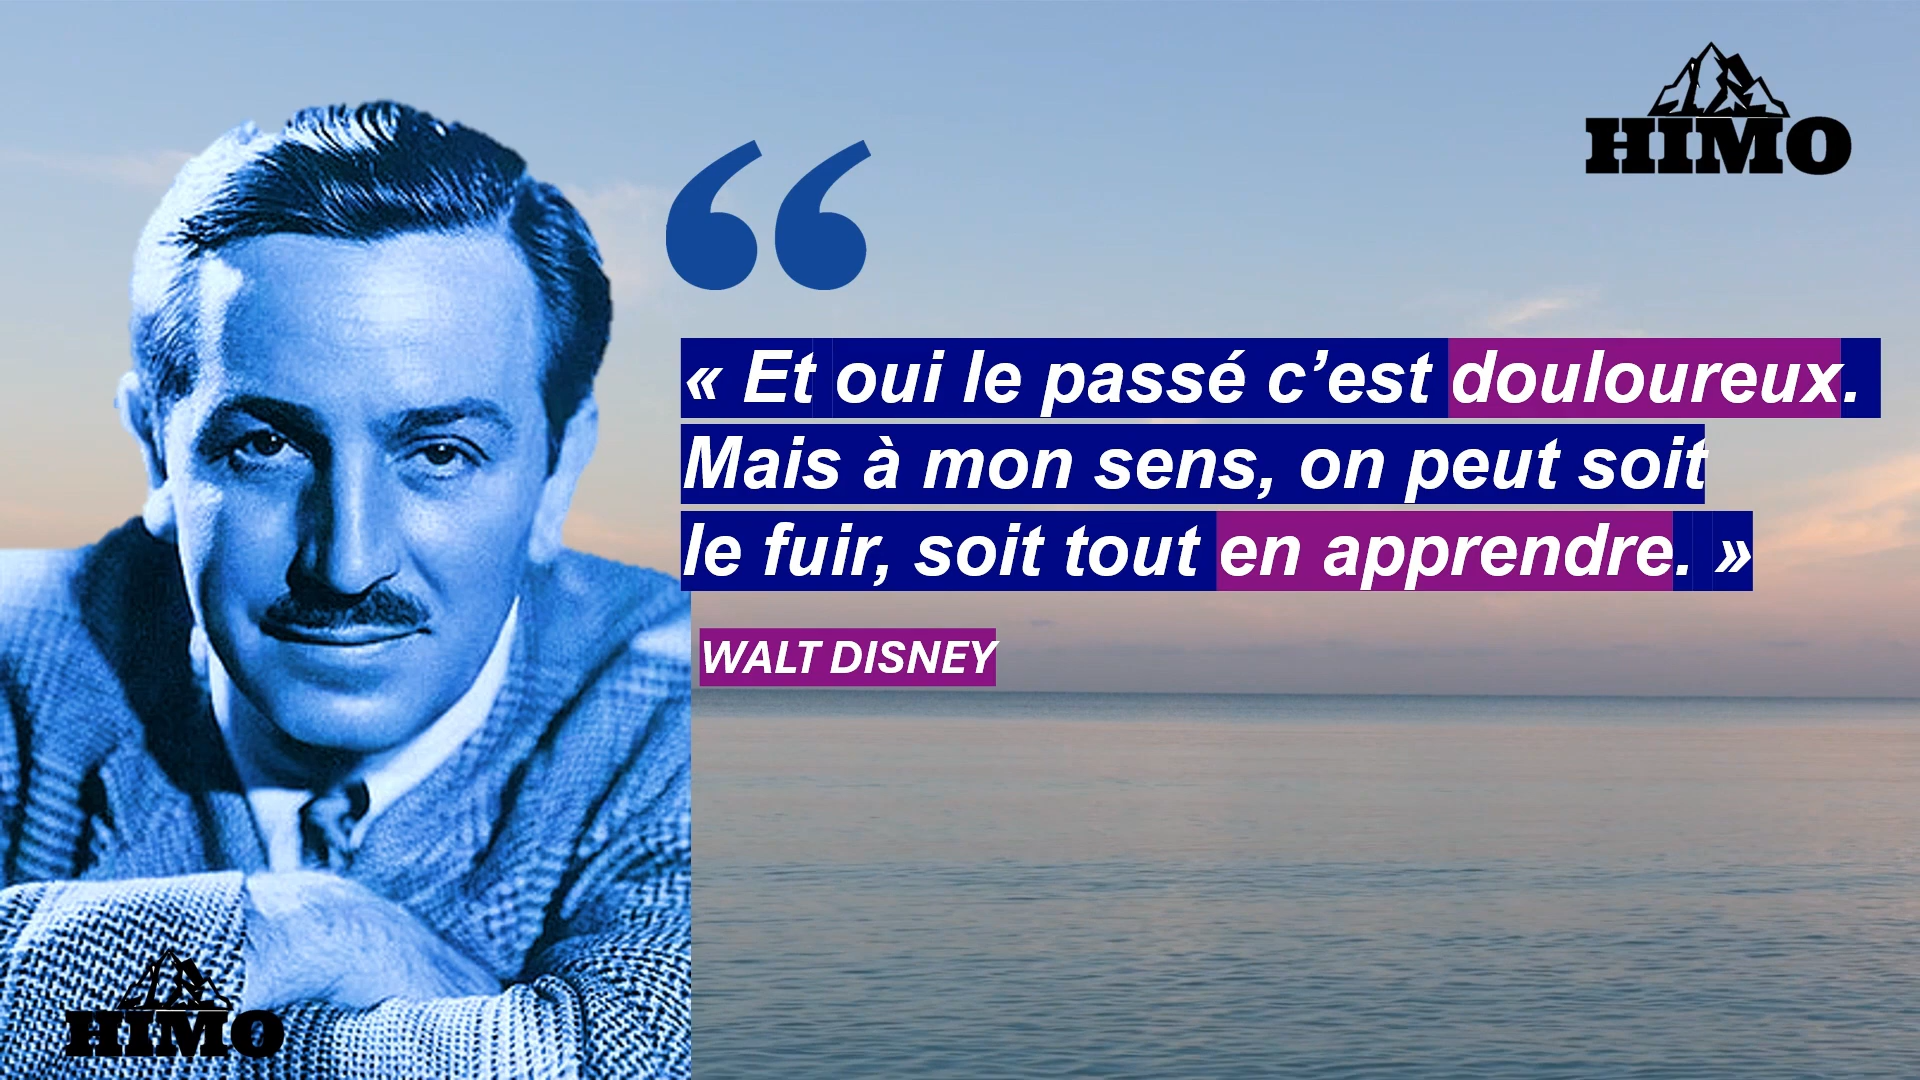 HIMO
« Et oui le passé c’est douloureux.
Mais à mon sens, on peut soit
le fuir, soit tout en apprendre. »
WALT DISNEY
HIMO